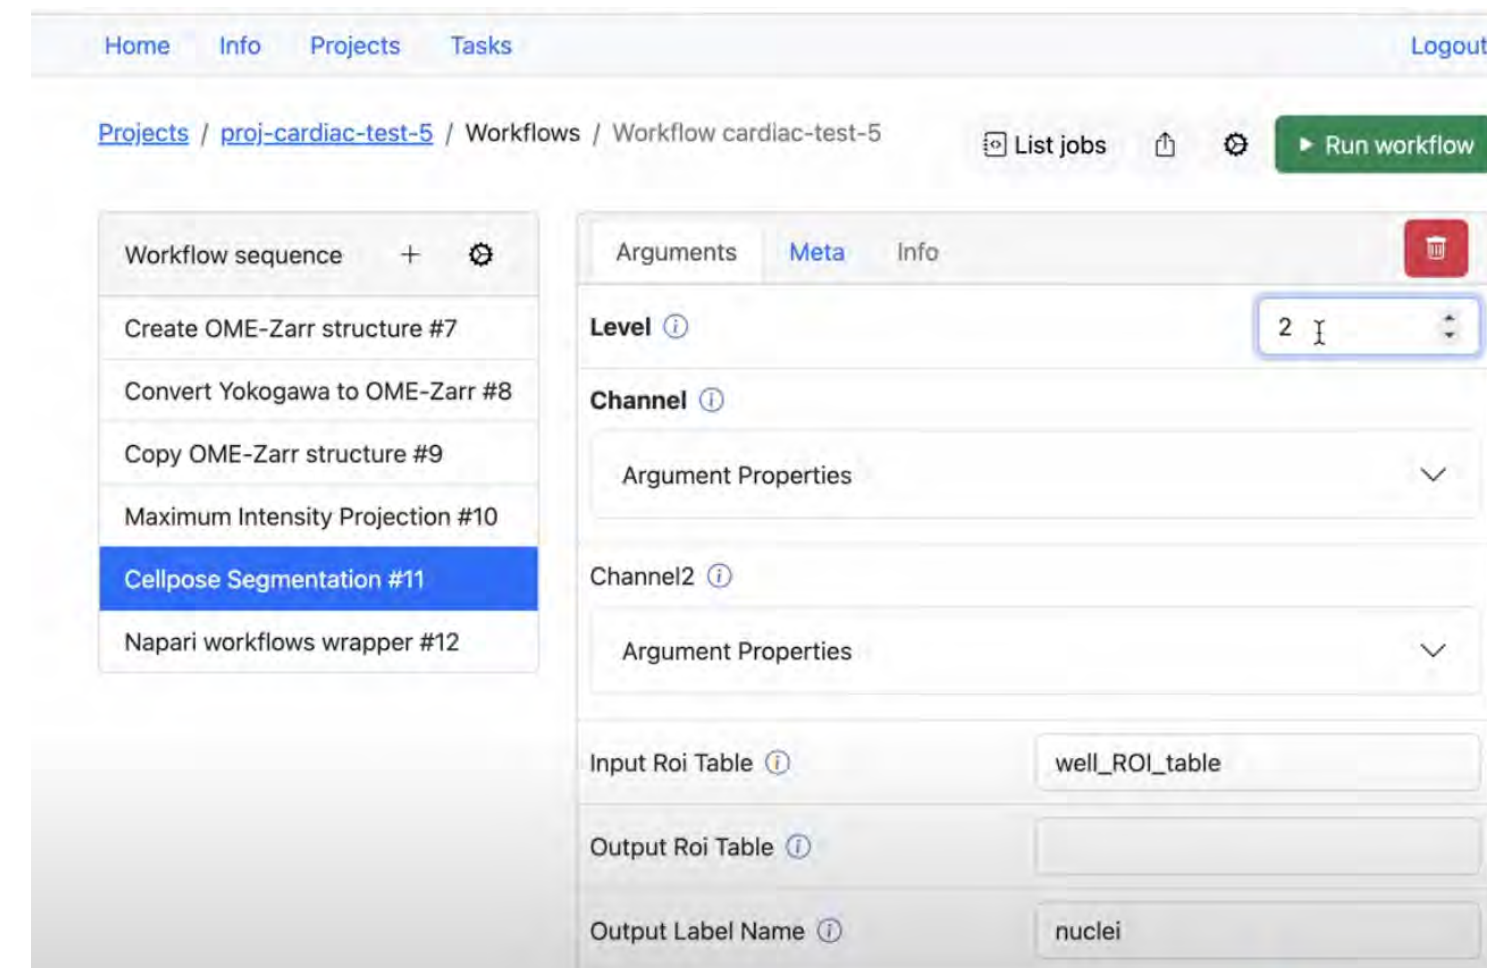 Home Info Projects Tasks Logout
Projects / proj-cardiac-test-5 / Workflows / Workflow cardiac-test-5
List jobs Run workflow
Workflow sequence
Create OME-Zarr structure #7
Convert Yokogawa to OME-Zarr #8
Copy OME-Zarr structure #9
Maximum Intensity Projection #10
Cellpose Segmentation #11
Napari workflows wrapper #12
Arguments Meta Info
Level 2
Channel
Argument Properties
Channel2
Argument Properties
Input Roi Table well_ROI_table
Output Roi Table
Output Label Name nuclei